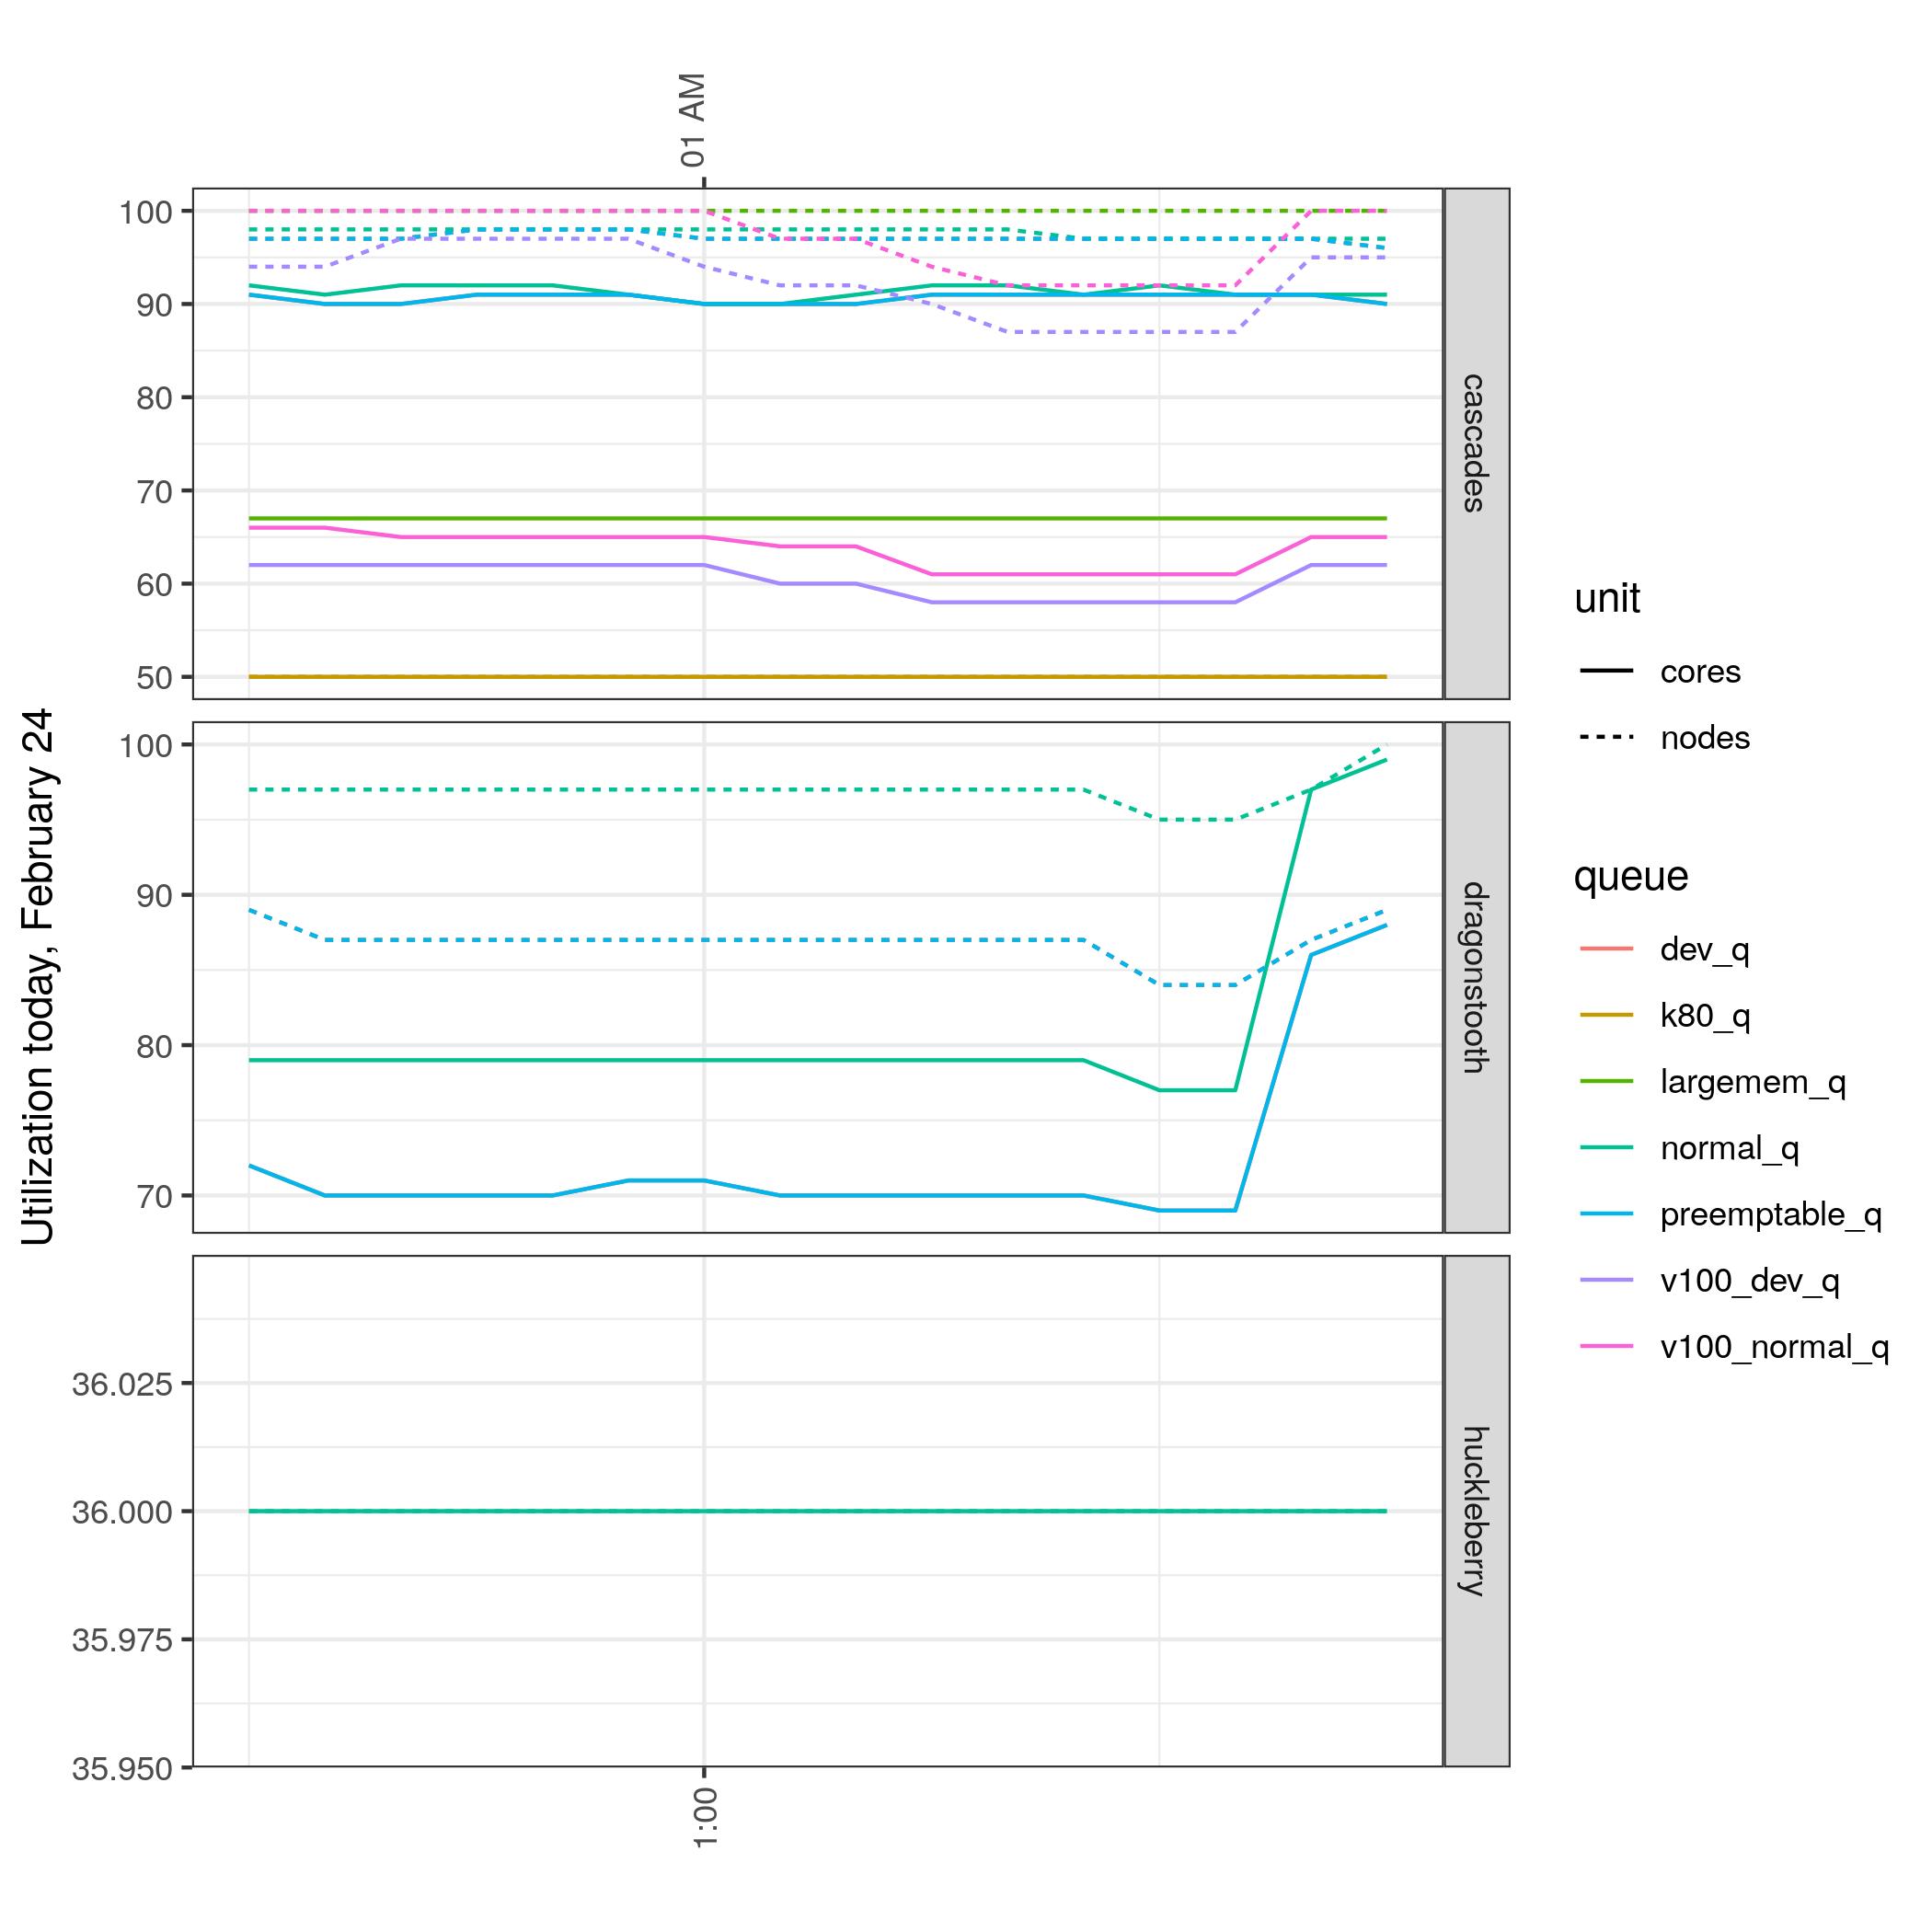 01 AM
100
90
80
70
60
50
cascades
100
90
80
70
dragonstooth
36.025
36.000
35.975
35.950
huckleberry
1:00
Utilization today, February 24
unit
cores
nodes
queue
dev_q
k80_q
largemem_q
normal_q
preemptable_q
v100_dev_q
v100_normal_q